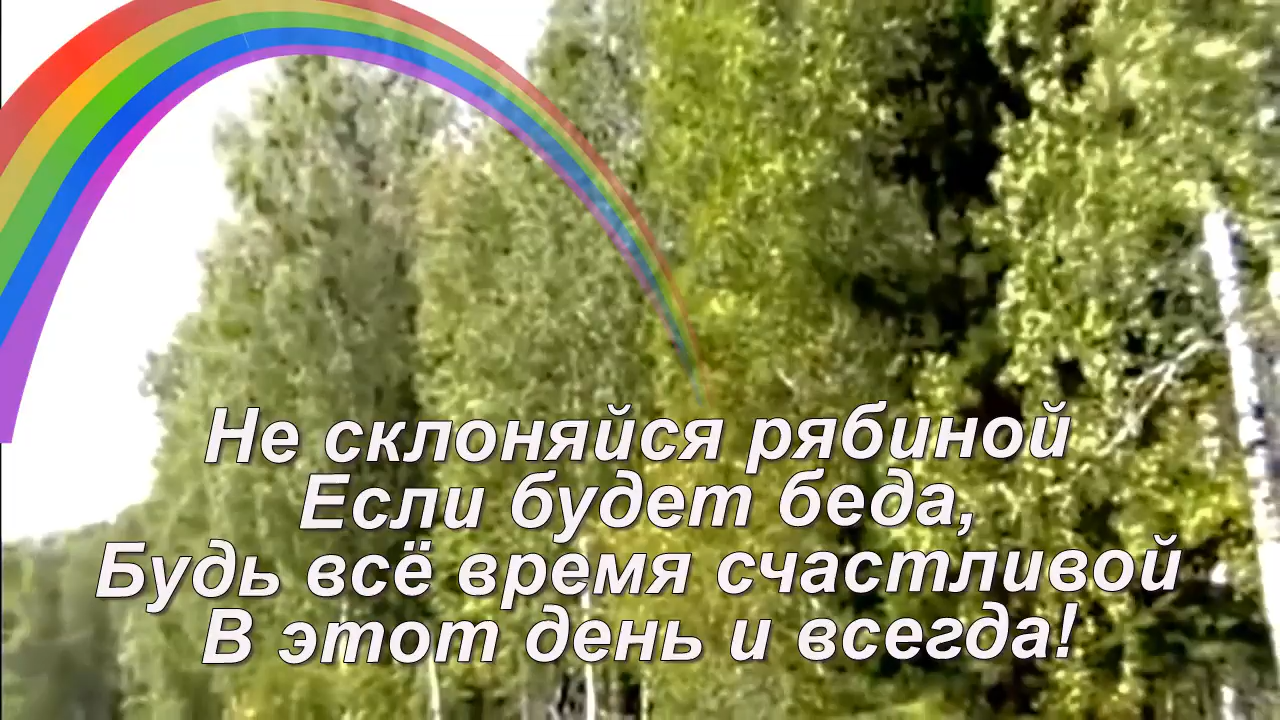 Не склоняйся рябиной
Если будет беда,
Будь всё время счастливой
В этот день и всегда!